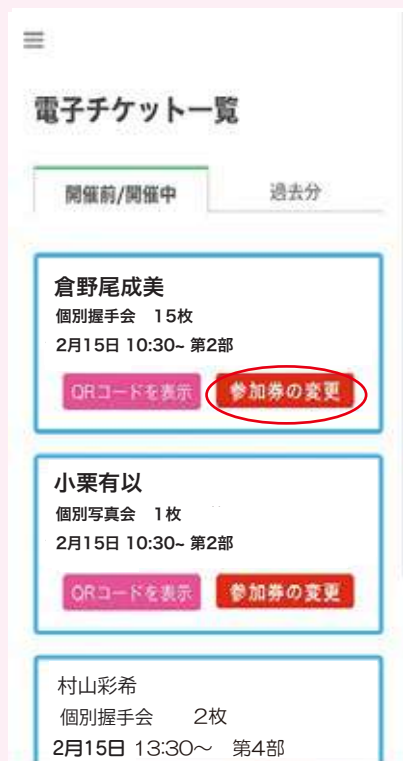 電子チケット一覧
開催前/開催中 過去分
倉野尾成美
個別握手会 15枚
2月15日 10:30~ 第2部
QRコードを表示 参加券の変更
小栗有以
個別写真会 1枚
2月15日 10:30~ 第2部
QRコードを表示 参加券の変更
村山彩希
個別握手会 2枚
2月15日 13:30～ 第4部